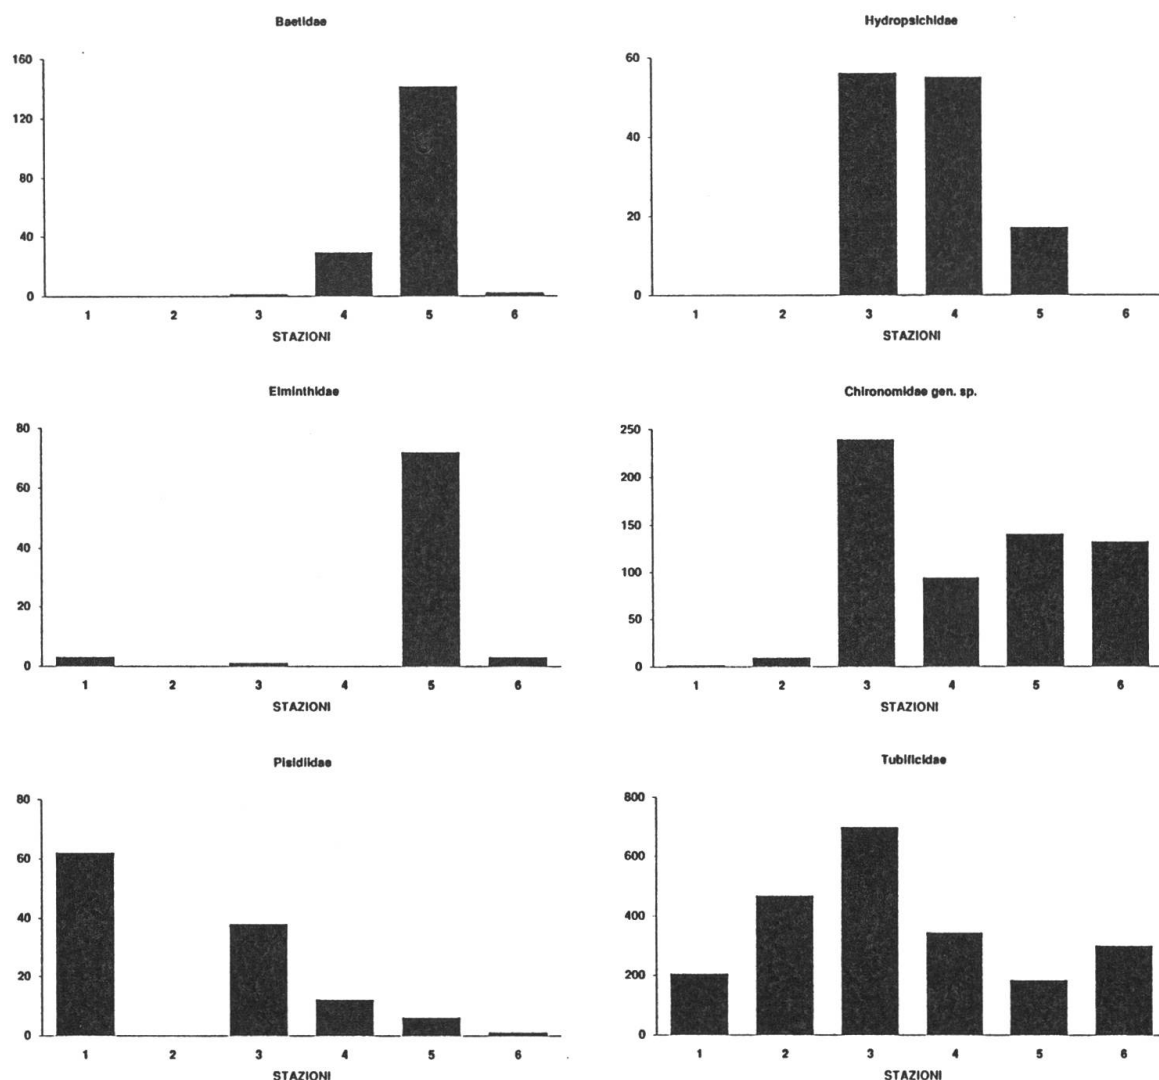 Baetidae
160
120
80
40
0
1 2 3 4 5 6
STAZIONI
Hydropsichidae
60
40
20
0
1 2 3 4 5 6
STAZIONI
Elminthidae
80
60
40
20
0
1 2 3 4 5 6
STAZIONI
Chironomidae gen. sp.
250
200
150
100
50
0
1 2 3 4 5 6
STAZIONI
Pisidiidae
80
60
40
20
0
1 2 3 4 5 6
STAZIONI
Tubificidae
800
600
400
200
0
1 2 3 4 5 6
STAZIONI